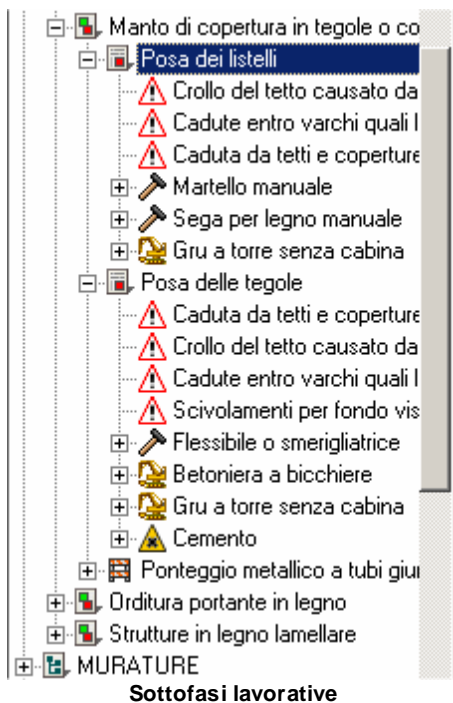 Manto di copertura in tegole o co
Posa dei listelli
Crollo del tetto causato da
Cadute entro varchi quali l
Caduta da tetti e coperture
Martello manuale
Sega per legno manuale
Gru a torre senza cabina
Posa delle tegole
Caduta da tetti e coperture
Crollo del tetto causato da
Cadute entro varchi quali l
Scivolamenti per fondo vis
Flessibile o smerigliatrice
Betoniera a bicchiere
Gru a torre senza cabina
Cemento
Ponteggio metallico a tubi giun
Orditura portante in legno
Strutture in legno lamellare
MURATURE
Sottofasi lavorative